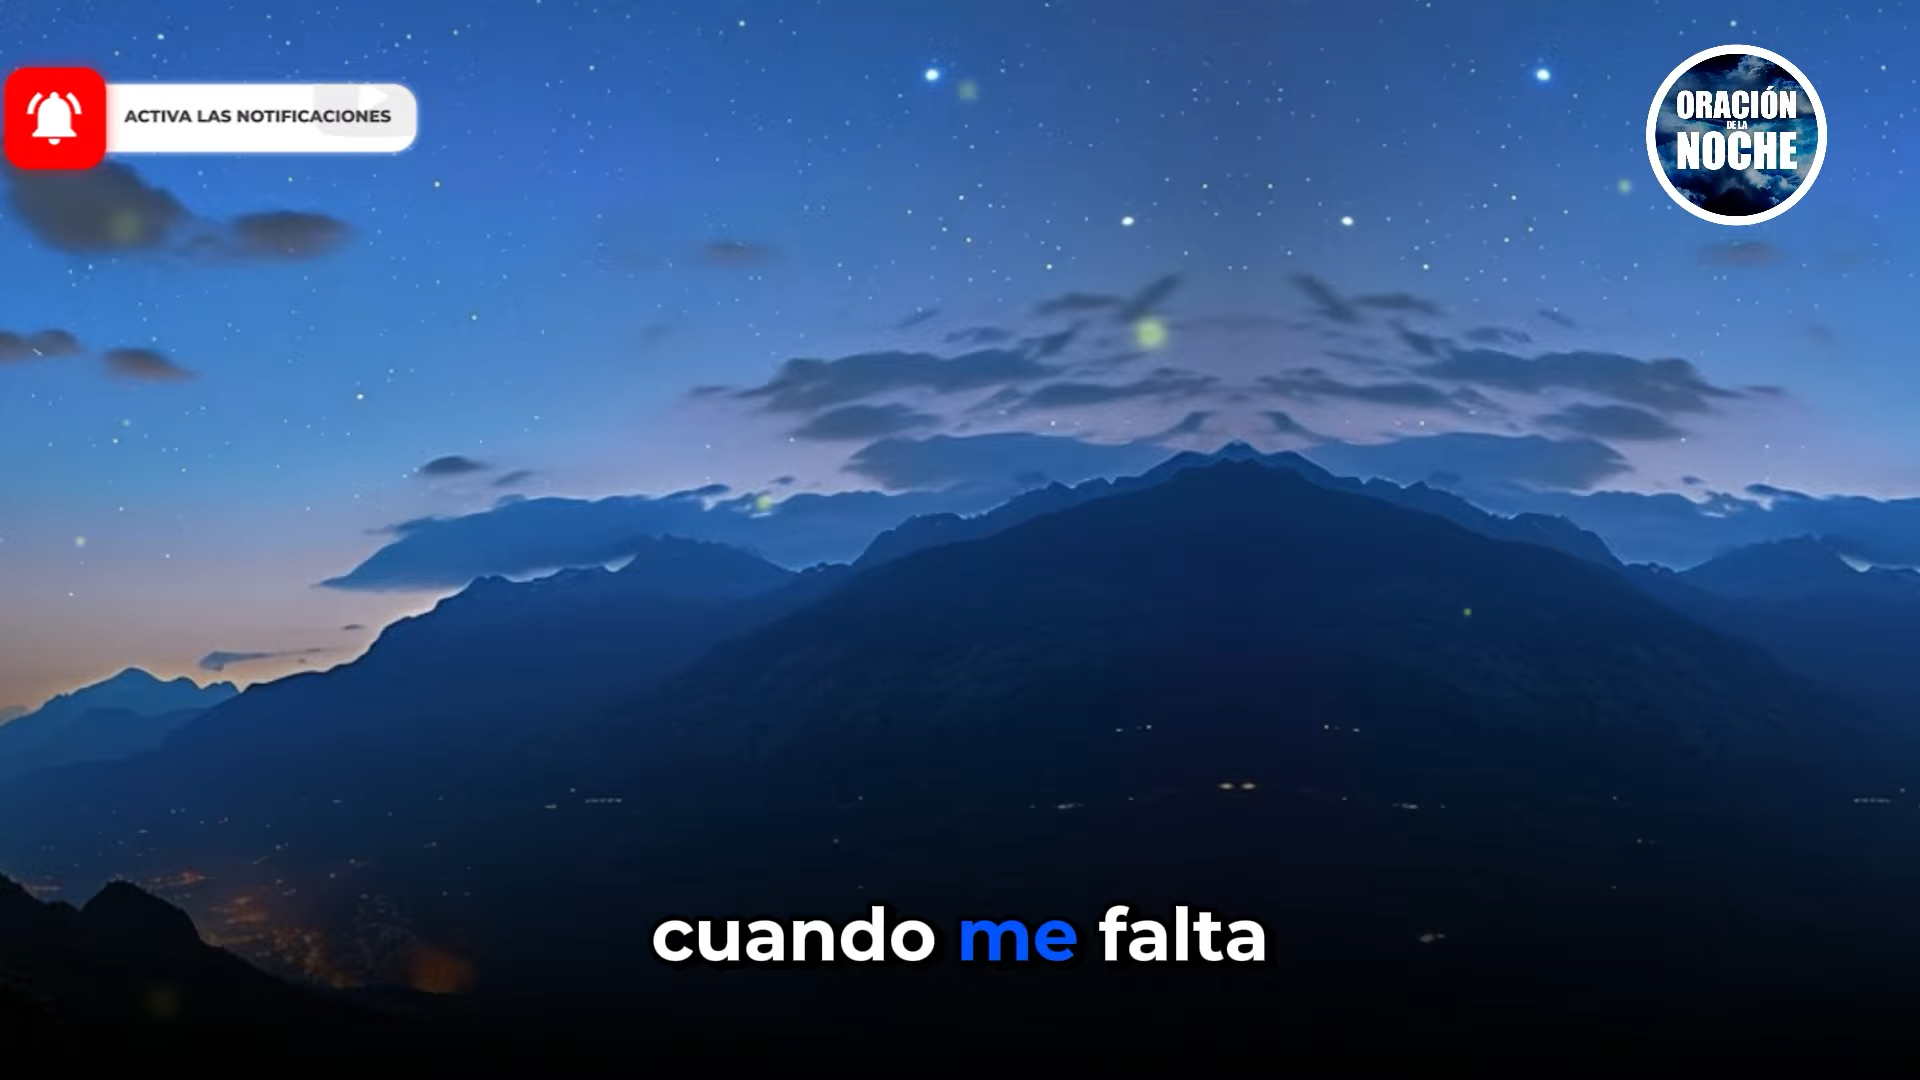 ACTIVA LAS NOTIFICACIONES
ORACIÓN
DE LA
NOCHE
cuando me falta